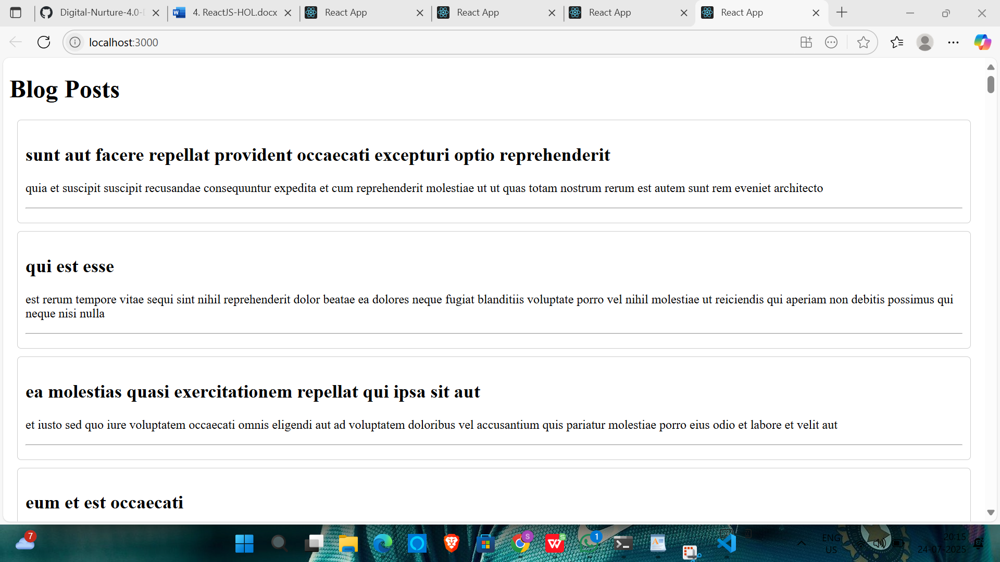 Digital-Nurture-4.0-
4. ReactJS-HOL.docx
React App
React App
React App
React App
localhost:3000
Blog Posts
sunt aut facere repellat provident occaecati excepturi optio reprehenderit
quia et suscipit suscipit recusandae consequuntur expedita et cum reprehenderit molestiae ut ut quas totam nostrum rerum est autem sunt rem eveniet architecto
qui est esse
est rerum tempore vitae sequi sint nihil reprehenderit dolor beatae ea dolores neque fugiat blanditiis voluptate porro vel nihil molestiae ut reiciendis qui aperiam non debitis possimus qui
neque nisi nulla
ea molestias quasi exercitationem repellat qui ipsa sit aut
et iusto sed quo iure voluptatem occaecati omnis eligendi aut ad voluptatem doloribus vel accusantium quis pariatur molestiae porro eius odio et labore et velit aut
eum et est occaecati
7
S
1
ENG
US
20:15
24-07-2025